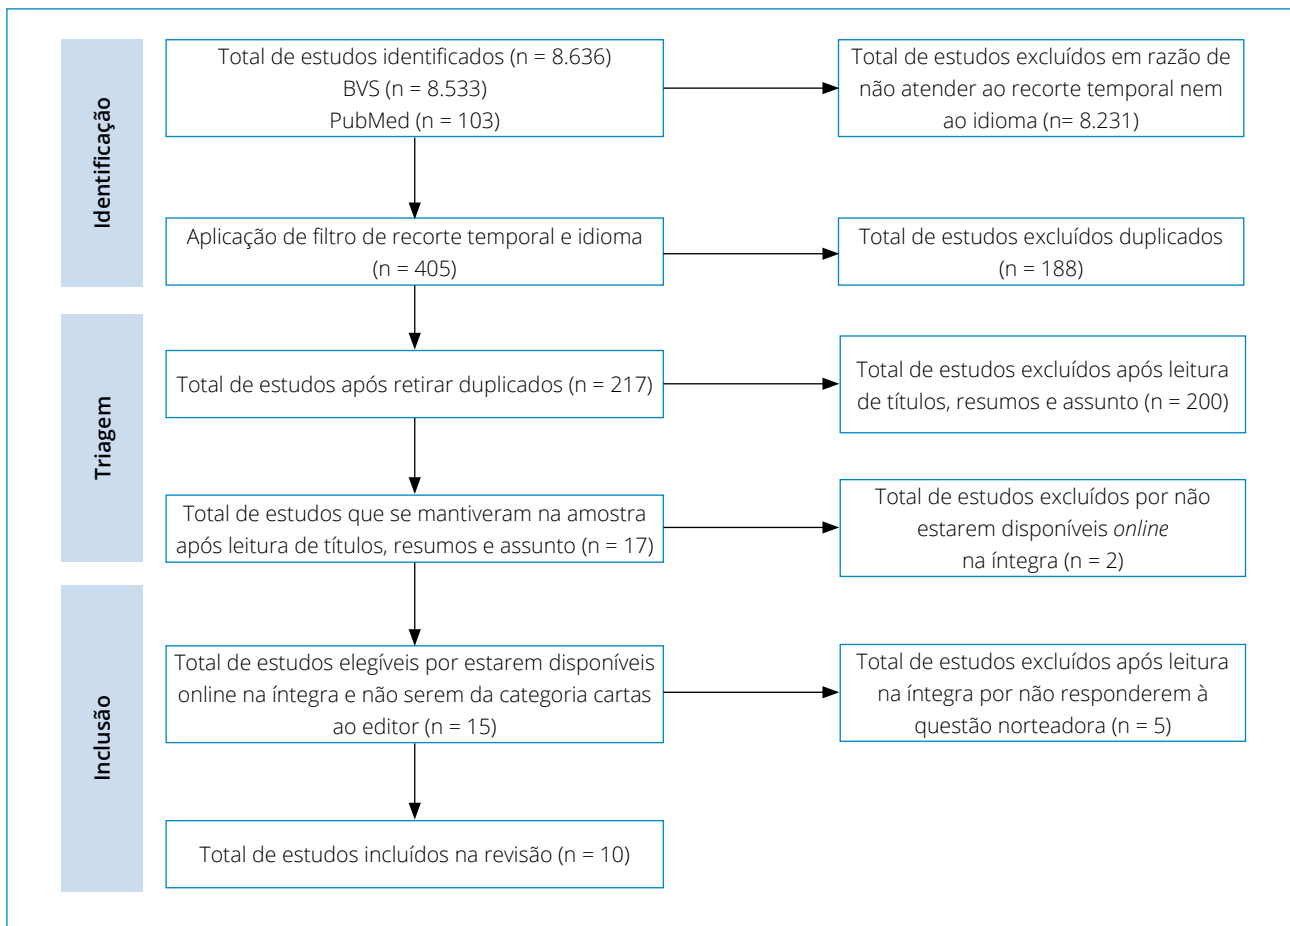 Identificação
Total de estudos identificados (n = 8.636)
BVS (n = 8.533)
PubMed (n = 103)
Total de estudos excluídos em razão de
não atender ao recorte temporal nem
ao idioma (n= 8.231)
Aplicação de filtro de recorte temporal e idioma
(n = 405)
Total de estudos excluídos duplicados
(n = 188)
Triagem
Total de estudos após retirar duplicados (n = 217)
Total de estudos excluídos após leitura
de títulos, resumos e assunto (n = 200)
Total de estudos que se mantiveram na amostra
após leitura de títulos, resumos e assunto (n = 17)
Total de estudos excluídos por não
estarem disponíveis online
na íntegra (n = 2)
Inclusão
Total de estudos elegíveis por estarem disponíveis
online na íntegra e não serem da categoria cartas
ao editor (n = 15)
Total de estudos excluídos após leitura
na íntegra por não responderem à
questão norteadora (n = 5)
Total de estudos incluídos na revisão (n = 10)